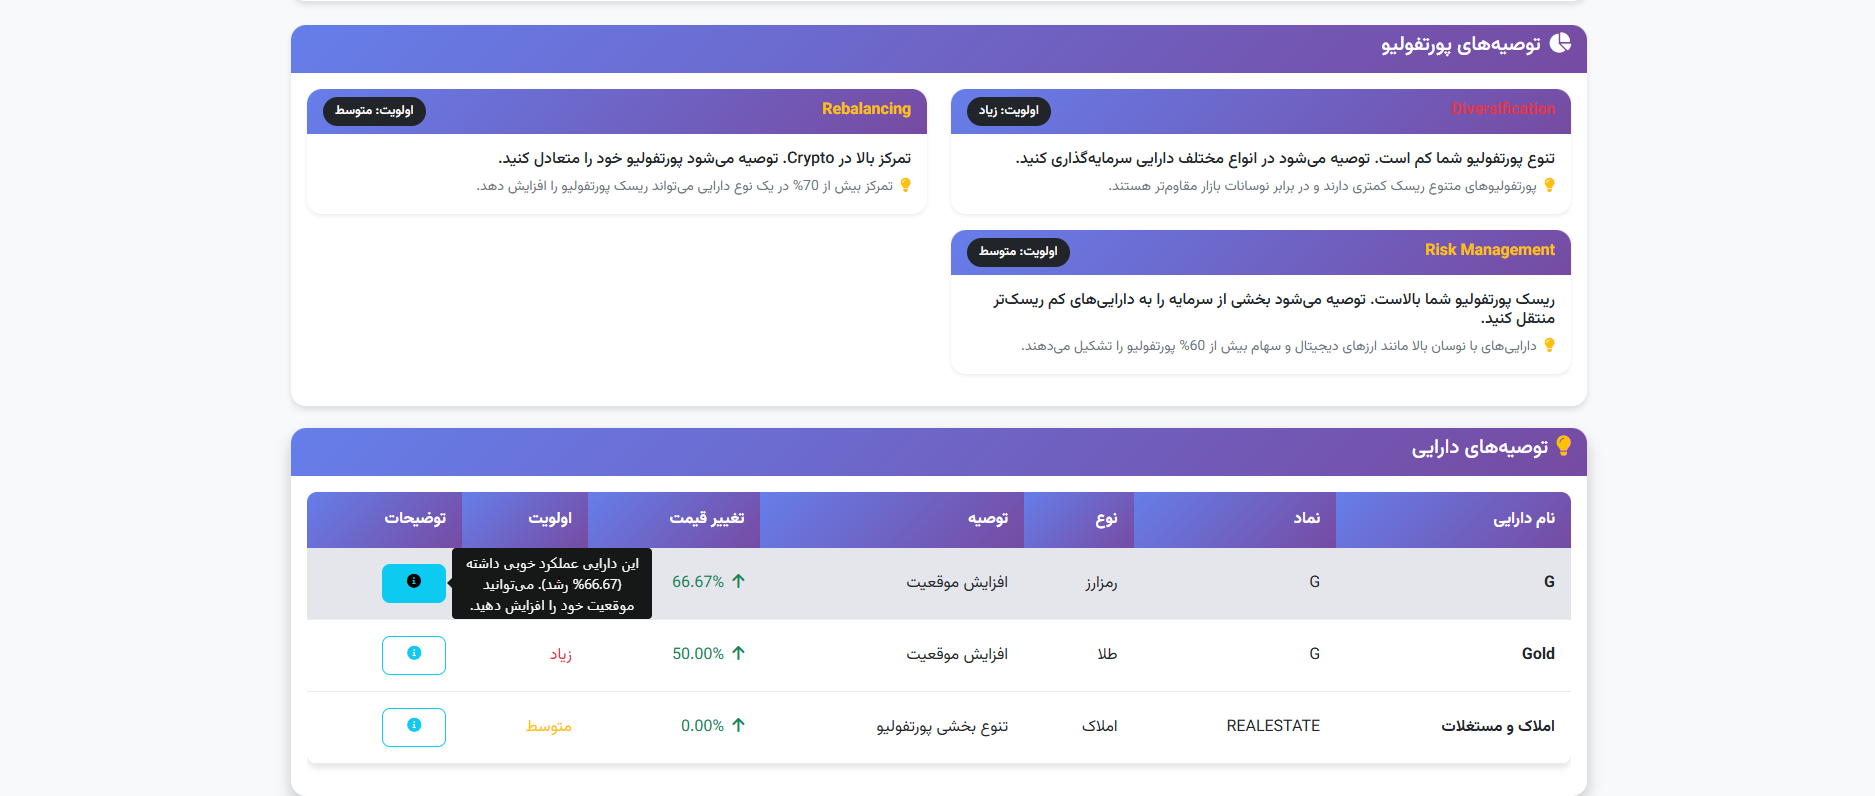 توصیه‌های پورتفولیو
Diversification
اولویت: زیاد
تنوع پورتفولیو شما کم است. توصیه می‌شود در انواع مختلف دارایی سرمایه‌گذاری کنید.
پورتفولیوهای متنوع ریسک کمتری دارند و در برابر نوسانات بازار مقاوم‌تر هستند.
Rebalancing
اولویت: متوسط
تمرکز بالا در Crypto. توصیه می‌شود پورتفولیو خود را متعادل کنید.
تمرکز بیش از 70% در یک نوع دارایی می‌تواند ریسک پورتفولیو را افزایش دهد.
Risk Management
اولویت: متوسط
ریسک پورتفولیو شما بالاست. توصیه می‌شود بخشی از سرمایه را به دارایی‌های کم ریسک‌تر
منتقل کنید.
دارایی‌های با نوسان بالا مانند ارزهای دیجیتال و سهام بیش از 60% پورتفولیو را تشکیل می‌دهند.
توصیه‌های دارایی
نام دارایی نماد نوع توصیه تغییر قیمت اولویت توضیحات
G G رمزارز افزایش موقعیت 66.67%
این دارایی عملکرد خوبی داشته
(66.67% رشد). می‌توانید
موقعیت خود را افزایش دهید.
Gold G طلا افزایش موقعیت 50.00% زیاد
املاک و مستغلات REALESTATE املاک تنوع بخشی پورتفولیو 0.00% متوسط